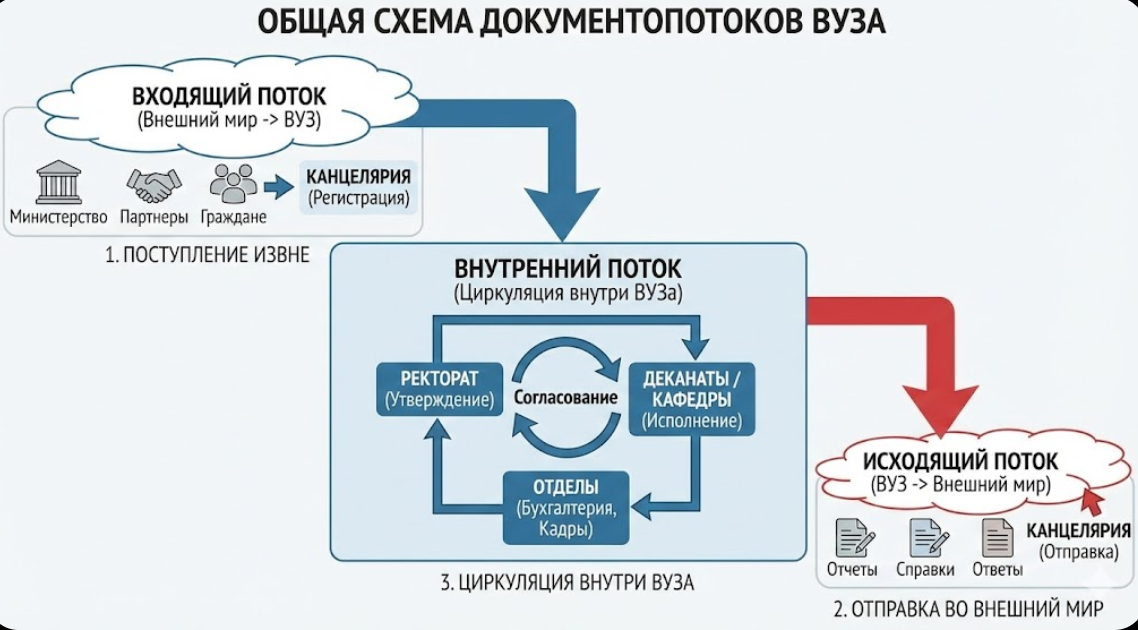 ОБЩАЯ СХЕМА ДОКУМЕНТОПОТОКОВ ВУЗА
ВХОДЯЩИЙ ПОТОК
(Внешний мир -> ВУЗ)
Министерство
Партнеры
Граждане
КАНЦЕЛЯРИЯ
(Регистрация)
1. ПОСТУПЛЕНИЕ ИЗВНЕ
ВНУТРЕННИЙ ПОТОК
(Циркуляция внутри ВУЗа)
РЕКТОРАТ
(Утверждение)
Согласование
ДЕКАНАТЫ /
КАФЕДРЫ
(Исполнение)
ОТДЕЛЫ
(Бухгалтерия,
Кадры)
3. ЦИРКУЛЯЦИЯ ВНУТРИ ВУЗА
ИСХОДЯЩИЙ ПОТОК
(ВУЗ -> Внешний мир)
Отчеты
Справки
Ответы
КАНЦЕЛЯРИЯ
(Отправка)
2. ОТПРАВКА ВО ВНЕШНИЙ МИР